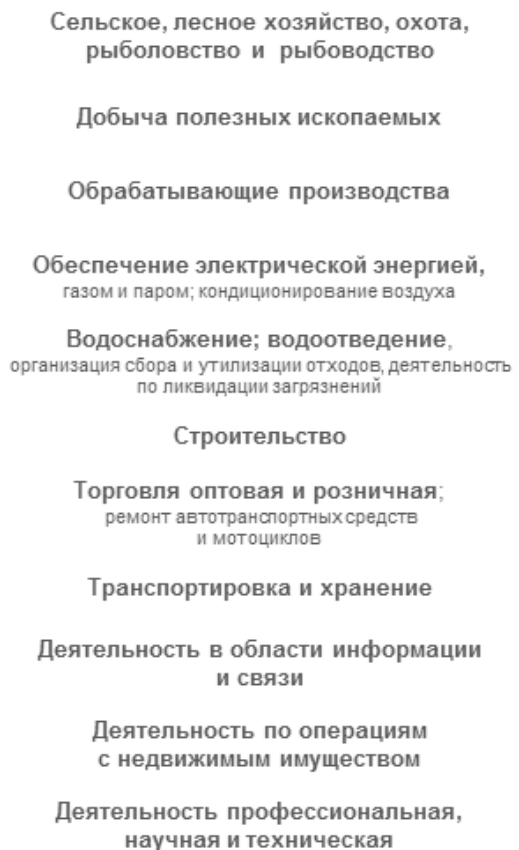 Сельское, лесное хозяйство, охота,
рыболовство и рыбоводство
Добыча полезных ископаемых
Обрабатывающие производства
Обеспечение электрической энергией,
газом и паром; кондиционирование воздуха
Водоснабжение; водоотведение,
организация сбора и утилизации отходов, деятельность
по ликвидации загрязнений
Строительство
Торговля оптовая и розничная;
ремонт автотранспортных средств
и мотоциклов
Транспортировка и хранение
Деятельность в области информации
и связи
Деятельность по операциям
с недвижимым имуществом
Деятельность профессиональная,
научная и техническая